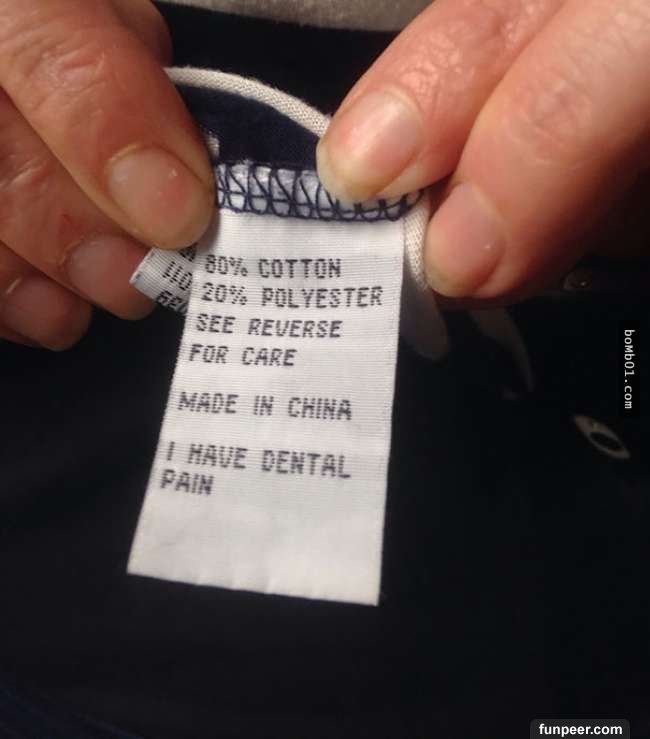 80% COTTON
20% POLYESTER
SEE REVERSE
FOR CARE
MADE IN CHINA
I HAVE DENTAL
PAIN
boMb01.com
funpeer.com